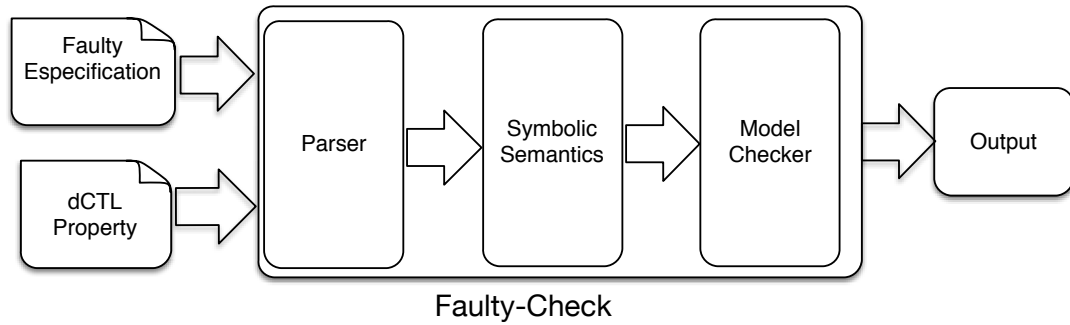 Faulty
Especification
dCTL
Property
Parser
Symbolic
Semantics
Model
Checker
Output
Faulty-Check